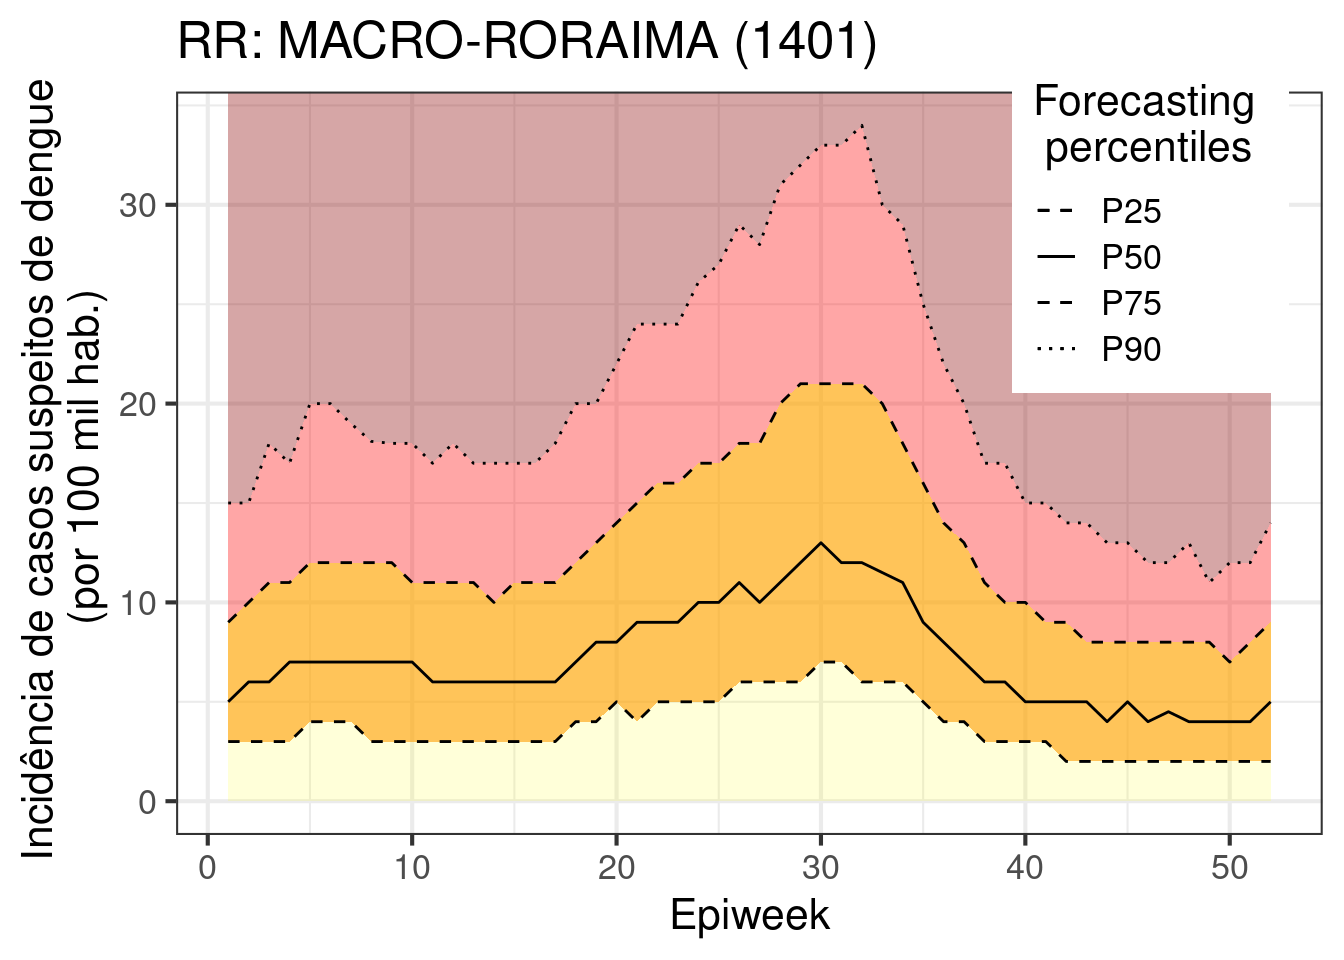 RR: MACRO-RORAIMA (1401)
Incidência de casos suspeitos de dengue
(por 100 mil hab.)
30
20
10
0
Forecasting
percentiles
P25
P50
P75
P90
0 10 20 30 40 50
Epiweek